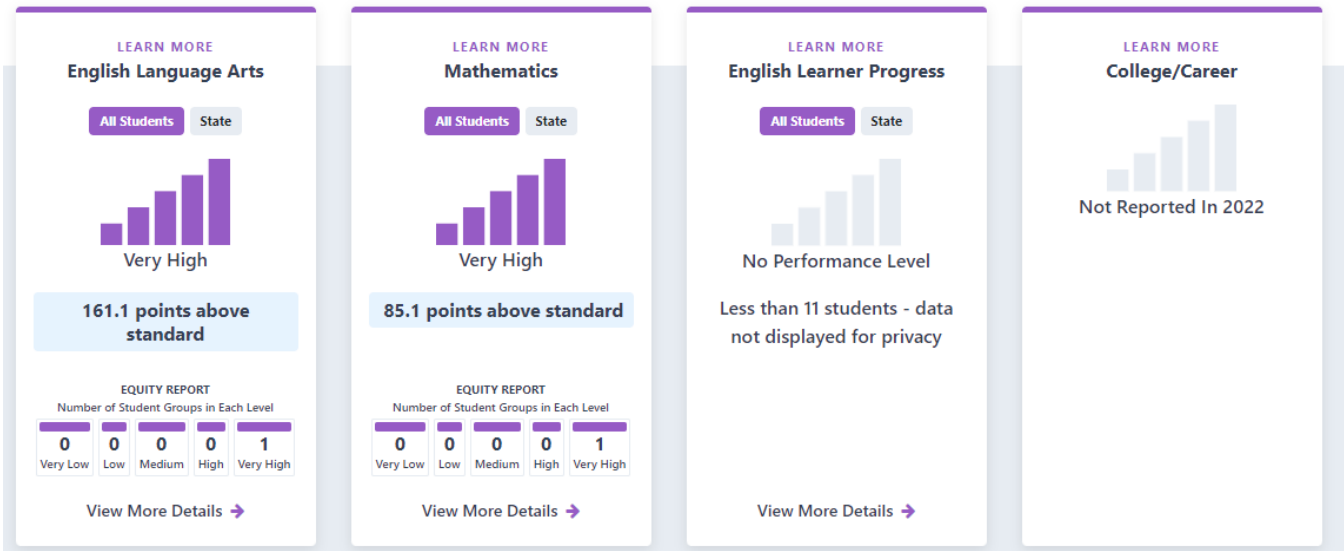 LEARN MORE
English Language Arts
All Students State
Very High
161.1 points above
standard
EQUITY REPORT
Number of Student Groups in Each Level
0 0 0 0 1
Very Low Low Medium High Very High
View More Details →
LEARN MORE
Mathematics
All Students State
Very High
85.1 points above standard
EQUITY REPORT
Number of Student Groups in Each Level
0 0 0 0 1
Very Low Low Medium High Very High
View More Details →
LEARN MORE
English Learner Progress
All Students State
No Performance Level
Less than 11 students - data
not displayed for privacy
View More Details →
LEARN MORE
College/Career
Not Reported In 2022